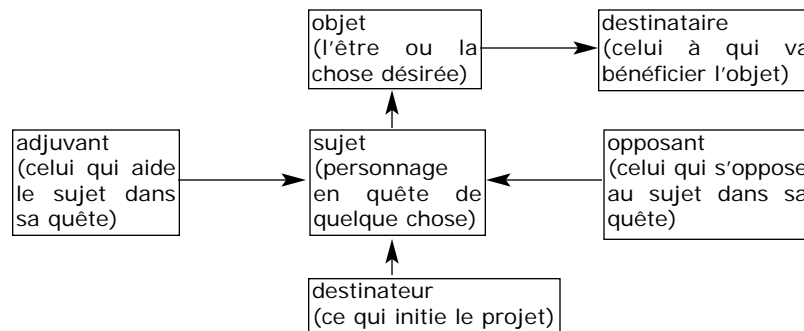 objet
(l'être ou la
chose désirée)
destinataire
(celui à qui va
bénéficier l'objet)
adjuvant
(celui qui aide
le sujet dans
sa quête)
sujet
(personnage
en quête de
quelque chose)
opposant
(celui qui s'oppose
au sujet dans sa
quête)
destinateur
(ce qui initie le projet)